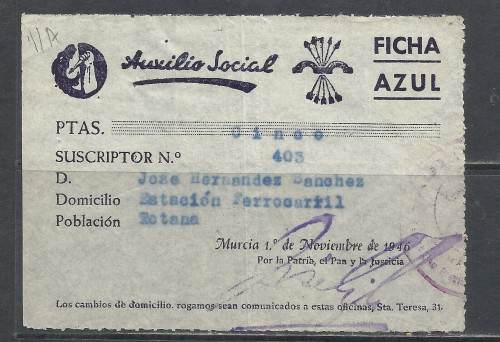 1/A
Auxilio Social
FICHA
AZUL
PTAS. Cinco
SUSCRIPTOR N.º 403
D. Jose Hernandez Sanchez
Domicilio Estación Ferrocarril
Población Totana
Murcia 1.º de Noviembre de 1946
Por la Patria, el Pan y la Justicia
Los cambios de domicilio. rogamos sean comunicados a estas oficinas, Sta. Teresa, 31.